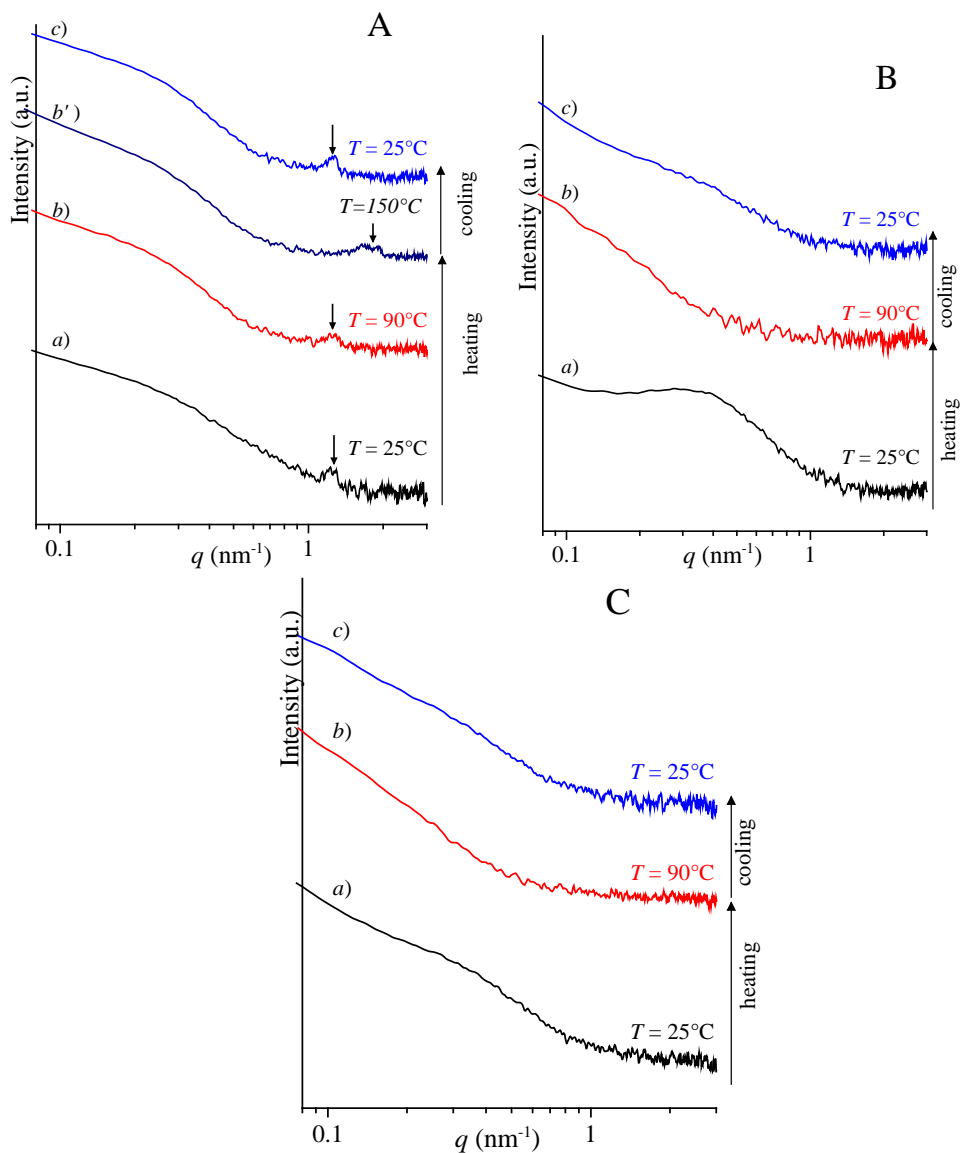 A
Intensity (a.u.)
c)
T = 25°C
b')
T=150°C
b)
T = 90°C
a)
T = 25°C
cooling
heating
0.1
1
q (nm⁻¹)
B
Intensity (a.u.)
c)
T = 25°C
b)
T = 90°C
a)
T = 25°C
cooling
heating
0.1
1
q (nm⁻¹)
C
Intensity (a.u.)
c)
T = 25°C
b)
T = 90°C
a)
T = 25°C
cooling
heating
0.1
1
q (nm⁻¹)